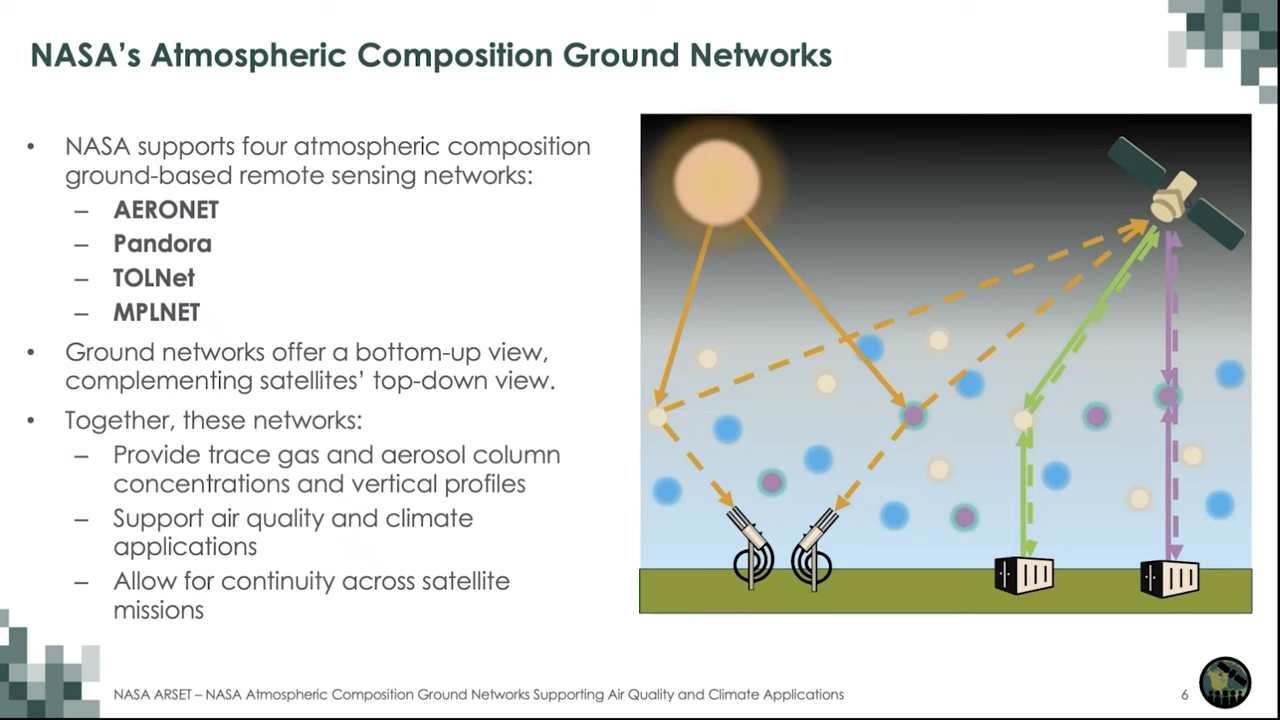 NASA's Atmospheric Composition Ground Networks
• NASA supports four atmospheric composition
ground-based remote sensing networks:
– AERONET
– Pandora
– TOLNet
– MPLNET
• Ground networks offer a bottom-up view,
complementing satellites' top-down view.
• Together, these networks:
– Provide trace gas and aerosol column
concentrations and vertical profiles
– Support air quality and climate
applications
– Allow for continuity across satellite
missions
NASA ARSET – NASA Atmospheric Composition Ground Networks Supporting Air Quality and Climate Applications
6